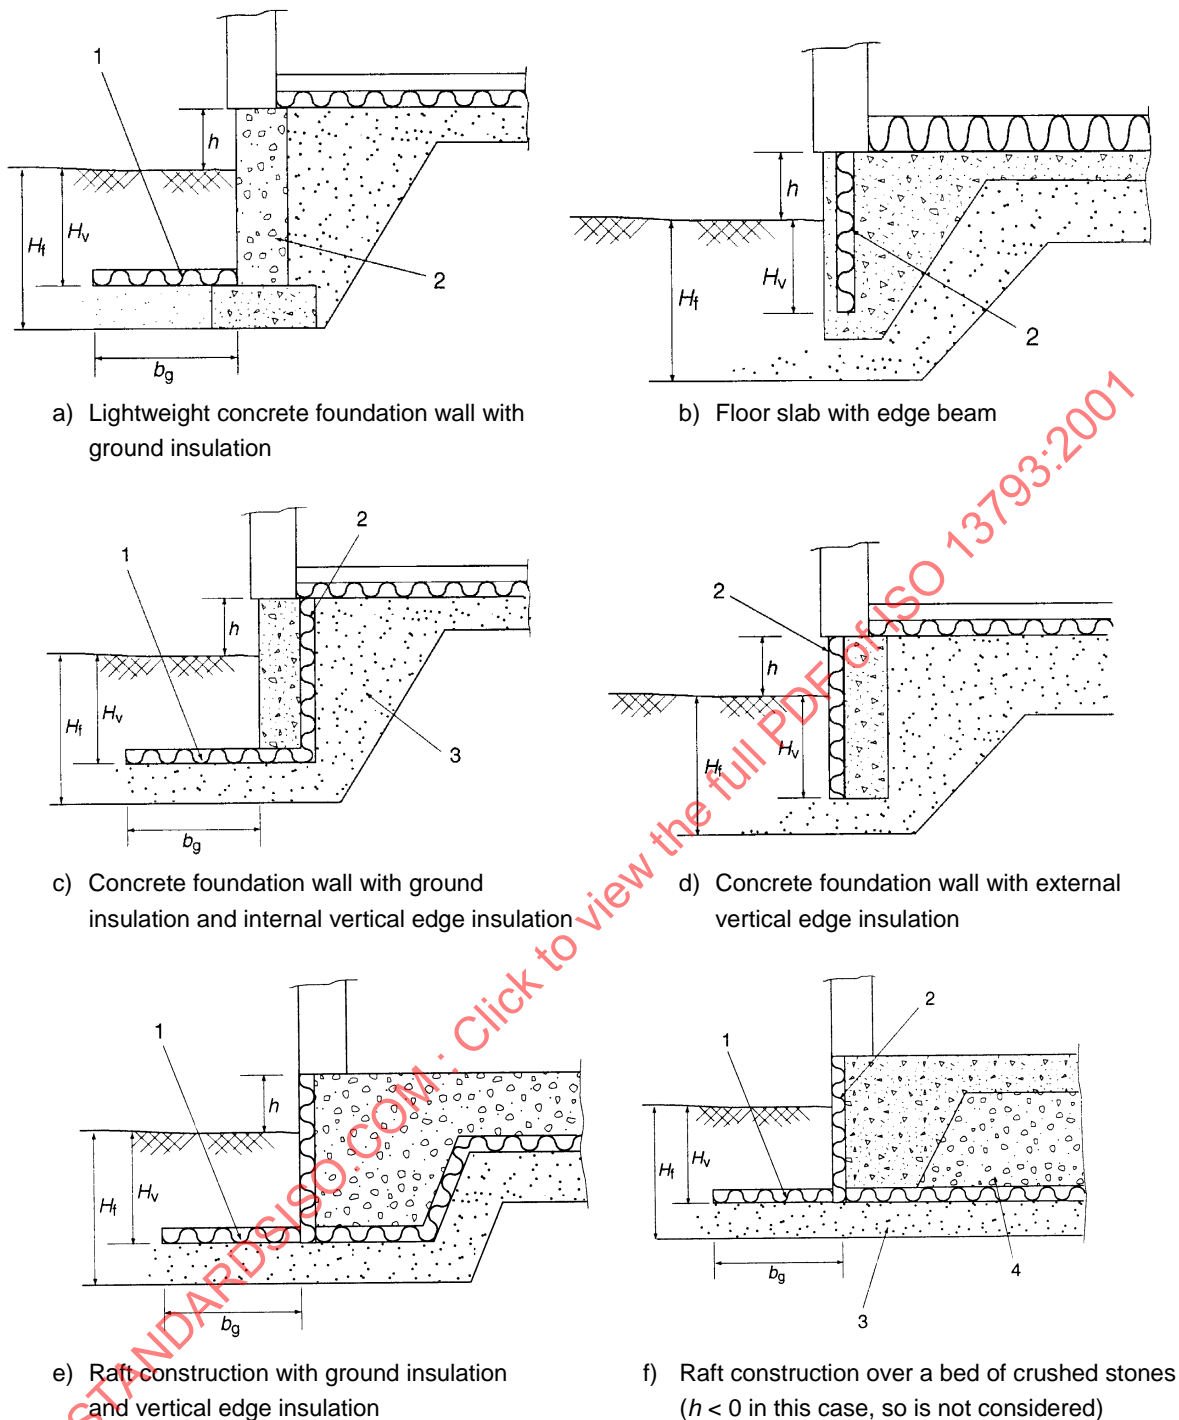 1
h
Hf
Hv
2
bg
a) Lightweight concrete foundation wall with
ground insulation
h
Hv
Hf
2
b) Floor slab with edge beam
2
1
h
Hf
Hv
3
bg
c) Concrete foundation wall with ground
insulation and internal vertical edge insulation
2
h
Hv
Hf
d) Concrete foundation wall with external
vertical edge insulation
1
h
Hf
Hv
bg
e) Raft construction with ground insulation
and vertical edge insulation
2
1
Hf
Hv
bg
4
3
f) Raft construction over a bed of crushed stones
(h < 0 in this case, so is not considered)
STANDARDSISO.COM : Click to view the full PDF of ISO 13793:2001